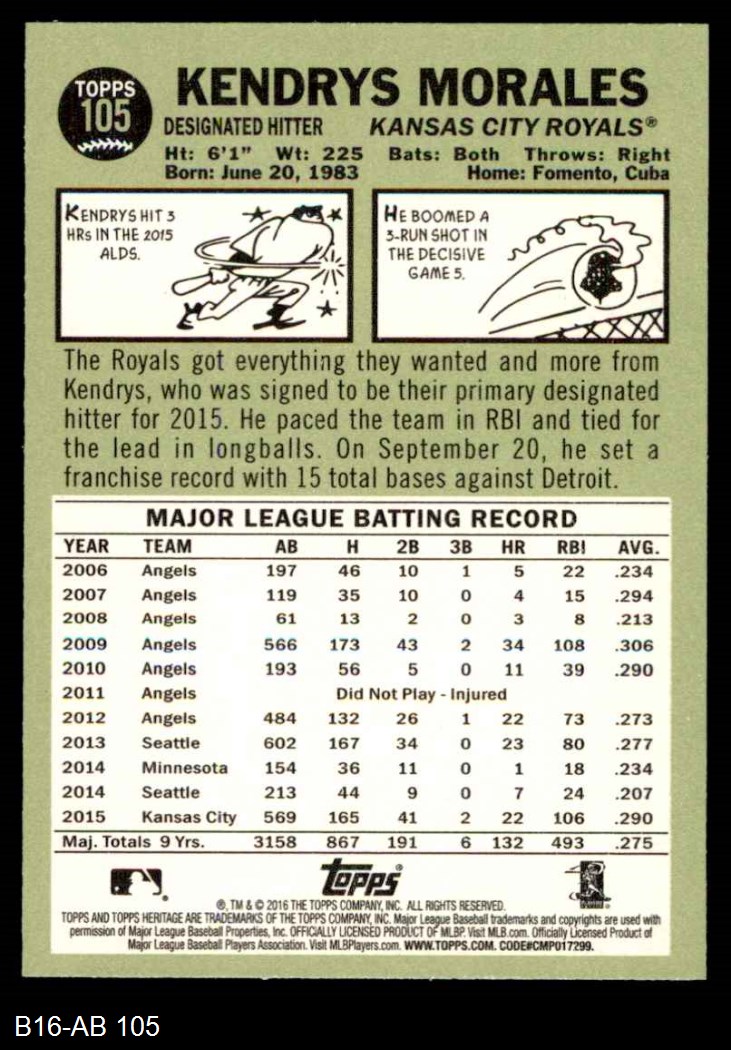 TOPPS
105
KENDRYS MORALES
DESIGNATED HITTER KANSAS CITY ROYALS®
Ht: 6'1" Wt: 225 Bats: Both Throws: Right
Born: June 20, 1983 Home: Fomento, Cuba
KENDRYS HIT 3
HRS IN THE 2015
ALDS.
HE BOOMED A
3-RUN SHOT IN
THE DECISIVE
GAME 5.
The Royals got everything they wanted and more from
Kendrys, who was signed to be their primary designated
hitter for 2015. He paced the team in RBI and tied for
the lead in longballs. On September 20, he set a
franchise record with 15 total bases against Detroit.
MAJOR LEAGUE BATTING RECORD
YEAR TEAM AB H 2B 3B HR RBI AVG.
2006 Angels 197 46 10 1 5 22 .234
2007 Angels 119 35 10 0 4 15 .294
2008 Angels 61 13 2 0 3 8 .213
2009 Angels 566 173 43 2 34 108 .306
2010 Angels 193 56 5 0 11 39 .290
2011 Angels Did Not Play - Injured
2012 Angels 484 132 26 1 22 73 .273
2013 Seattle 602 167 34 0 23 80 .277
2014 Minnesota 154 36 11 0 1 18 .234
2014 Seattle 213 44 9 0 7 24 .207
2015 Kansas City 569 165 41 2 22 106 .290
Maj. Totals 9 Yrs. 3158 867 191 6 132 493 .275
topps®
®, TM & © 2016 THE TOPPS COMPANY, INC. ALL RIGHTS RESERVED.
TOPPS AND TOPPS HERITAGE ARE TRADEMARKS OF THE TOPPS COMPANY, INC. Major League Baseball trademarks and copyrights are used with
permission of Major League Baseball Properties, Inc. OFFICIALLY LICENSED PRODUCT OF MLBP. Visit MLB.com. Officially Licensed Product of
Major League Baseball Players Association. Visit MLBPlayers.com. WWW.TOPPS.COM. CODE#CMP017299.
B16-AB 105